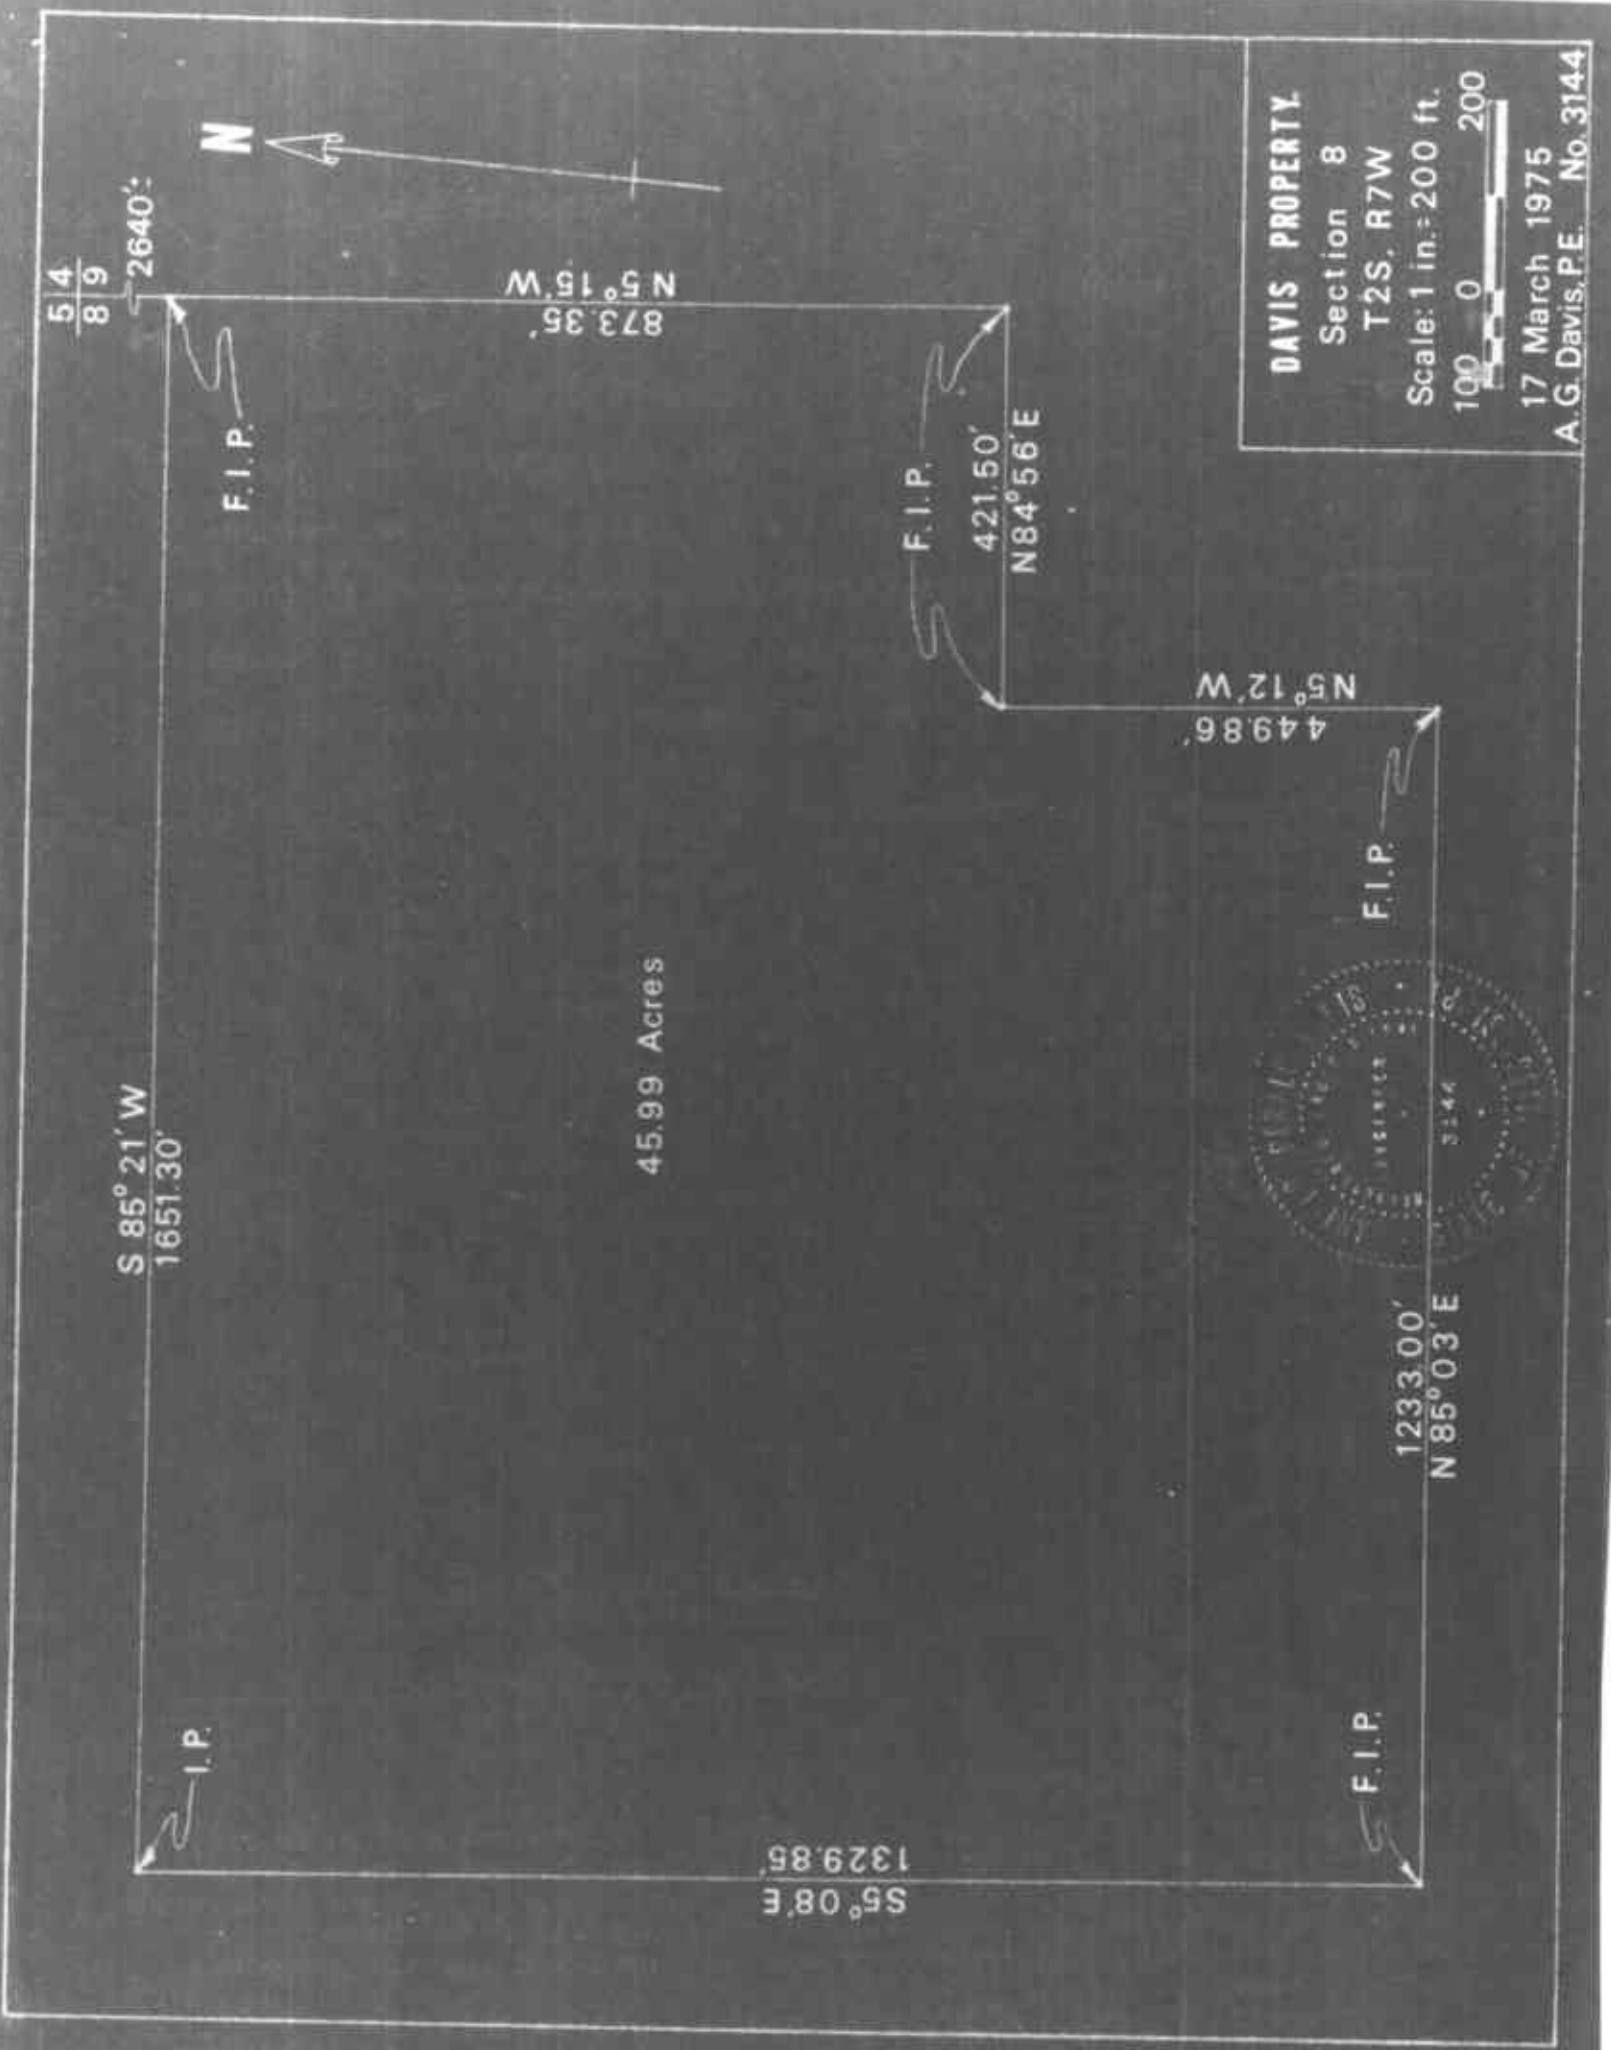 5 4
8 9
2640'±
N
F.I.P.
S 85° 21' W
1651.30'
I.P.
N 5° 15' W
873.35'
F.I.P.
421.50'
N84°56'E
45.99 Acres
N5°12'W
449.86'
F.I.P.
S5°08'E
1329.85'
1233.00'
N 85°03' E
F.I.P.
ENGINEER
3144
DAVIS PROPERTY.
Section 8
T2S, R7W
Scale: 1 in.=200 ft.
100 0 200
17 March 1975
A.G. Davis, P.E. No. 3144